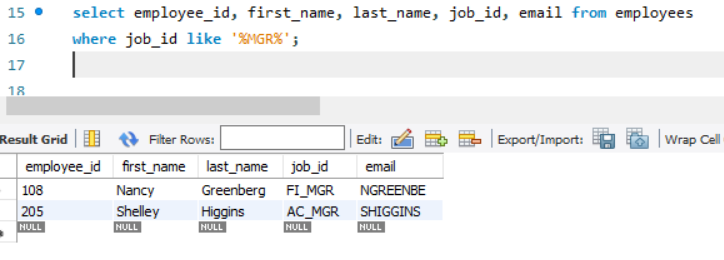 15 select employee_id, first_name, last_name, job_id, email from employees
16 where job_id like '%MGR%';
17
18
Result Grid Filter Rows: Edit: Export/Import: Wrap Cell
employee_id first_name last_name job_id email
108 Nancy Greenberg FI_MGR NGREENBE
205 Shelley Higgins AC_MGR SHIGGINS
NULL NULL NULL NULL NULL